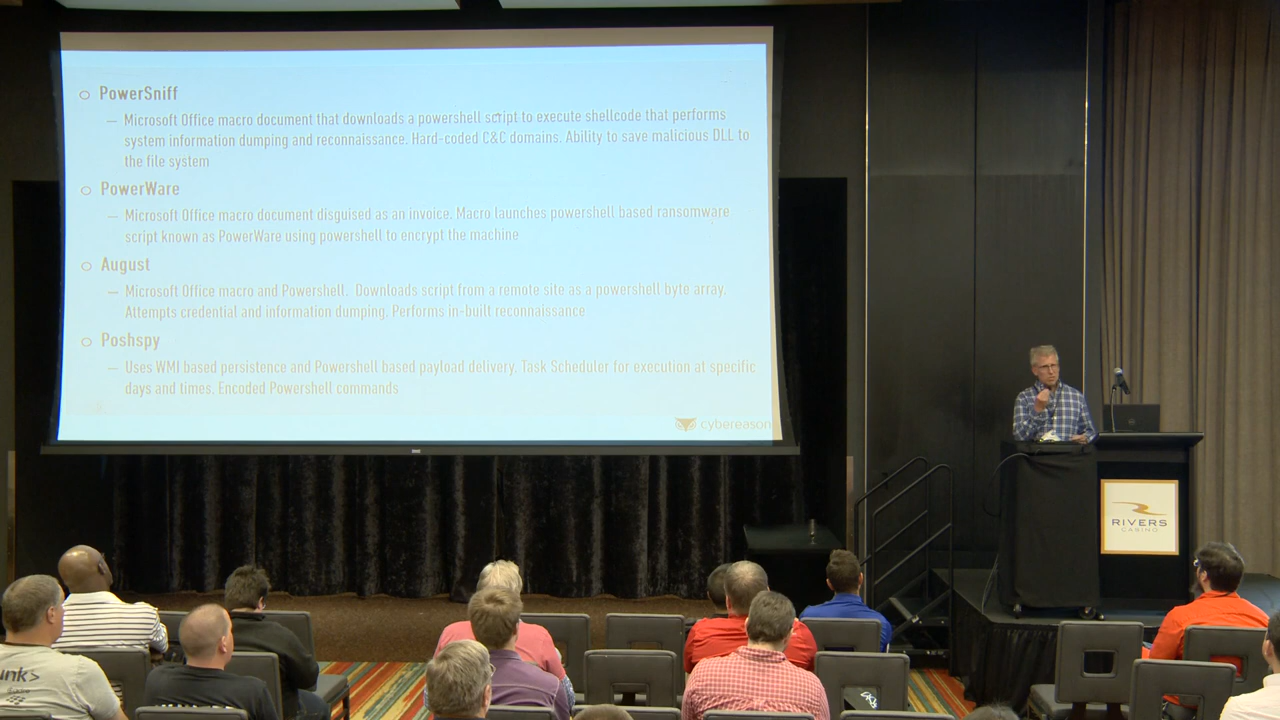 PowerSniff
Microsoft Office macro document that downloads a powershell script to execute shellcode that performs
system information dumping and reconnaissance. Hard-coded C&C domains. Ability to save malicious DLL to
the file system
PowerWare
Microsoft Office macro document disguised as an invoice. Macro launches powershell based ransomware
script known as PowerWare using powershell to encrypt the machine
August
Microsoft Office macro and Powershell. Downloads script from a remote site as a powershell byte array.
Attempts credential and information dumping. Performs in-built reconnaissance
Poshspy
Uses WMI based persistence and Powershell based payload delivery. Task Scheduler for execution at specific
days and times. Encoded Powershell commands
cybereason
RIVERS
CASINO
unk>